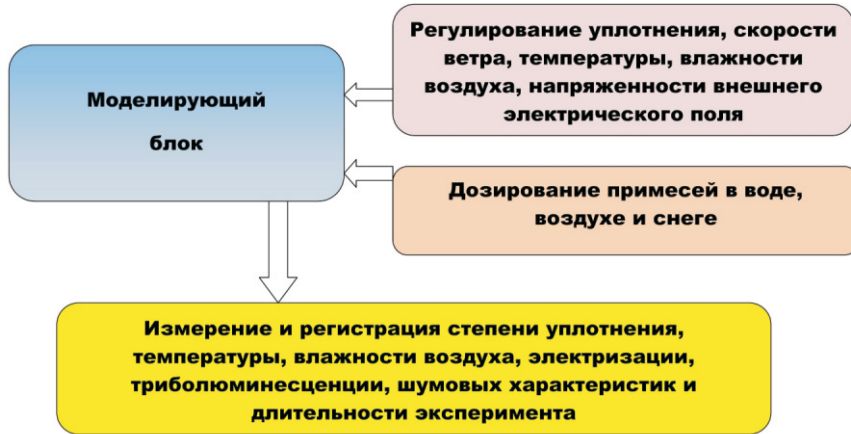 Регулирование уплотнения, скорости
ветра, температуры, влажности
воздуха, напряженности внешнего
электрического поля
Моделирующий
блок
Дозирование примесей в воде,
воздухе и снеге
Измерение и регистрация степени уплотнения,
температуры, влажности воздуха, электризации,
триболюминесценции, шумовых характеристик и
длительности эксперимента